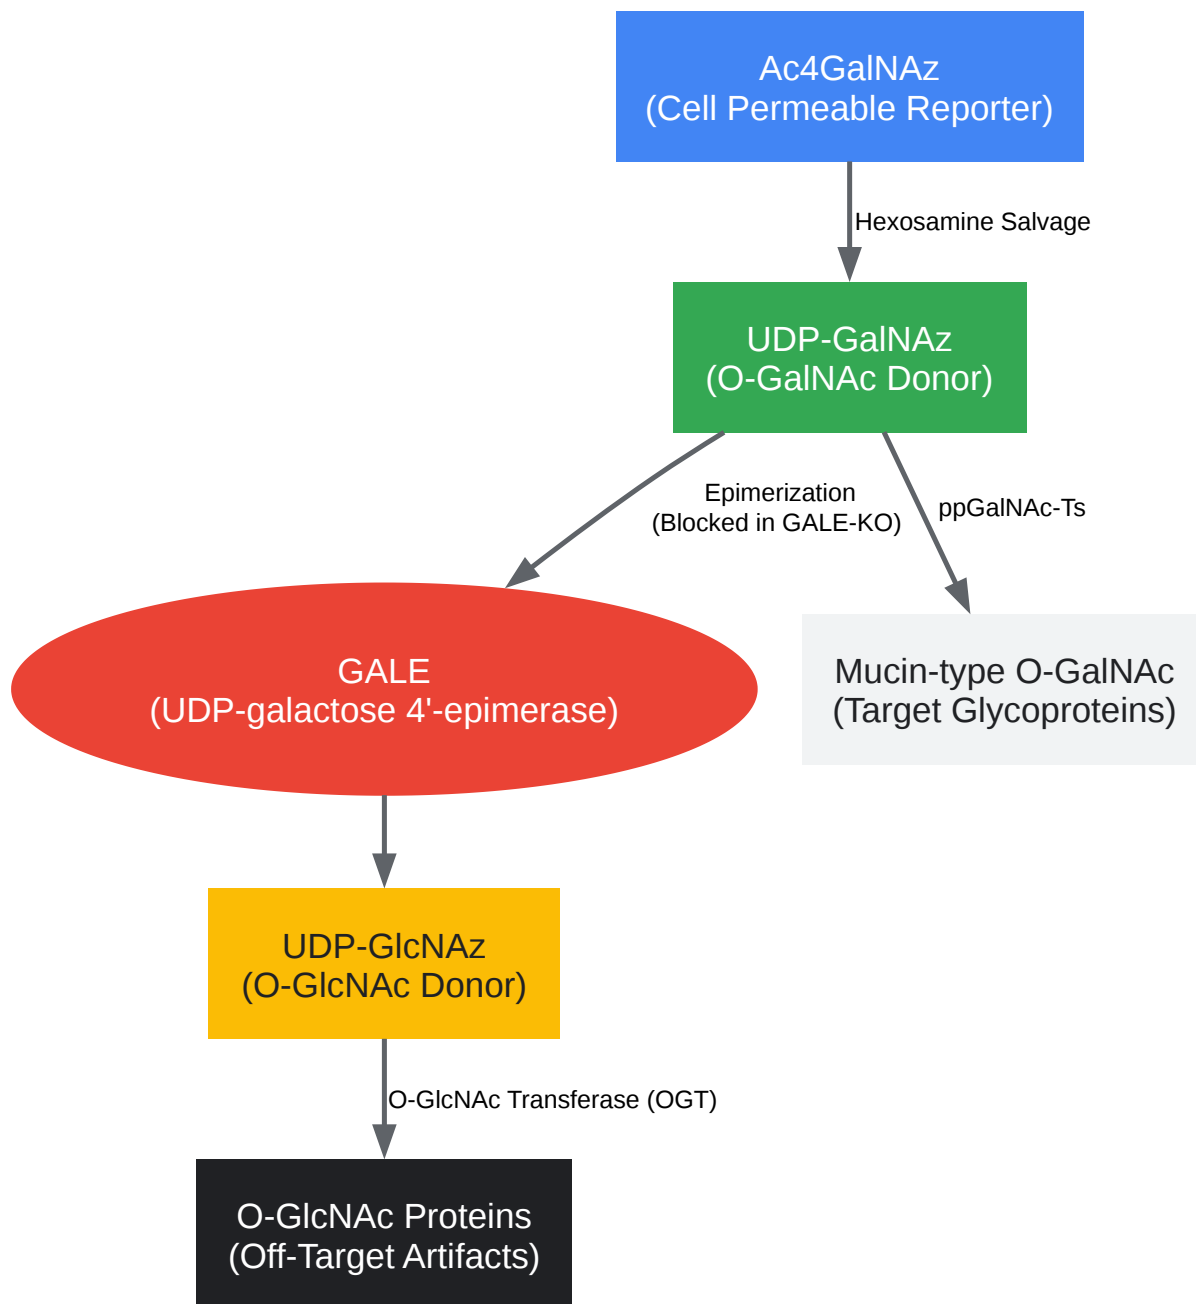 Ac4GalNAz
(Cell Permeable Reporter)
Hexosamine Salvage
UDP-GalNAz
(O-GalNAc Donor)
Epimerization
(Blocked in GALE-KO)
ppGalNAc-Ts
GALE
(UDP-galactose 4'-epimerase)
Mucin-type O-GalNAc
(Target Glycoproteins)
UDP-GlcNAz
(O-GlcNAc Donor)
O-GlcNAc Transferase (OGT)
O-GlcNAc Proteins
(Off-Target Artifacts)